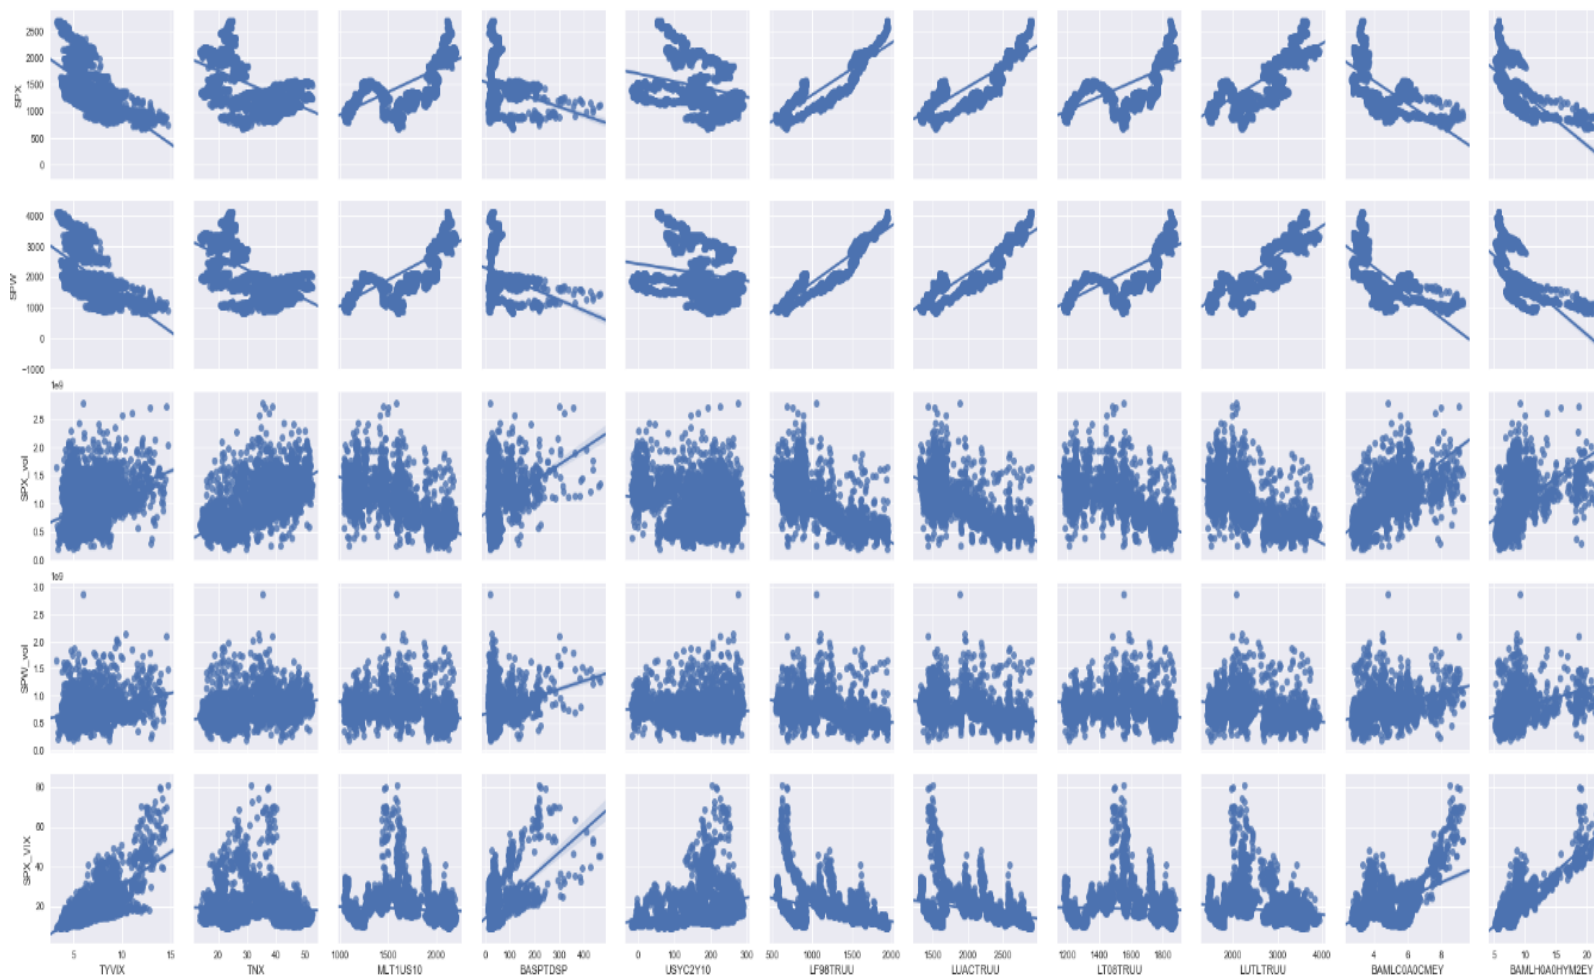 SPX
2500
2000
1500
1000
500
0
SPW
4000
3000
2000
1000
0
−1000
1e9
SPX_vol
2.5
2.0
1.5
1.0
0.5
0.0
1e9
SPW_vol
3.0
2.5
2.0
1.5
1.0
0.5
0.0
SPX_VIX
80
60
40
20
5 10 15
20 30 40 50
1000 1500 2000
0 100 200 300 400
0 100 200 300
500 1000 1500 2000
1500 2000 2500
1200 1400 1600 1800
2000 3000 4000
4 6 8
5 10 15 20
TYVIX TNX MLT1US10 BASPTDSP USYC2Y10 LF98TRUU LUACTRUU LT08TRUU LUTLTRUU BAMLC0A0CMEY BAMLH0A0HYM2EY